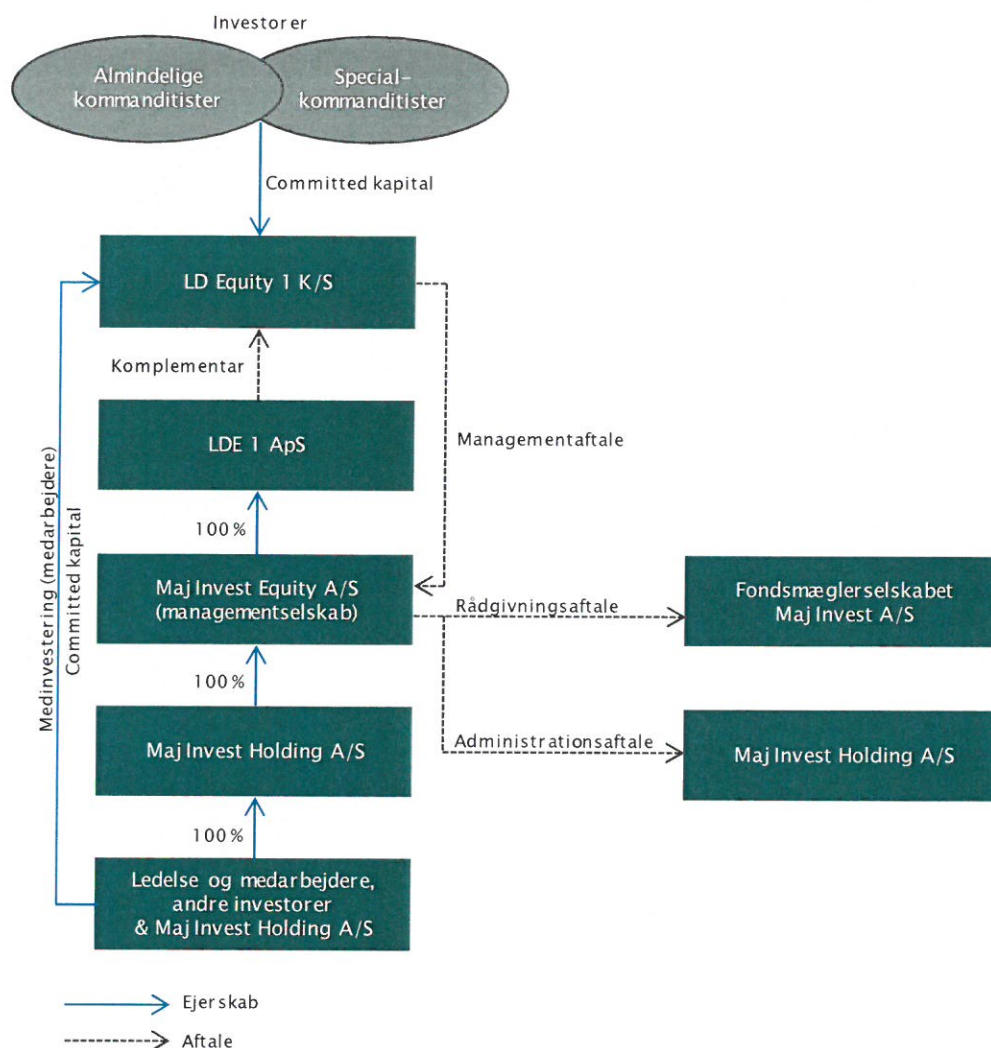 Investorer
Almindelige
kommanditister
Special-
kommanditister
Committed kapital
LD Equity 1 K/S
Komplementar
LDE 1 ApS
Managementaftale
100%
Maj Invest Equity A/S
(managementselskab)
Rådgivningsaftale
Fondsmæglerselskabet
Maj Invest A/S
100%
Maj Invest Holding A/S
Administrationsaftale
Maj Invest Holding A/S
100%
Ledelse og medarbejdere,
andre investorer
& Maj Invest Holding A/S
Medinvestering (medarbejdere)
Committed kapital
Ejerskab
Aftale